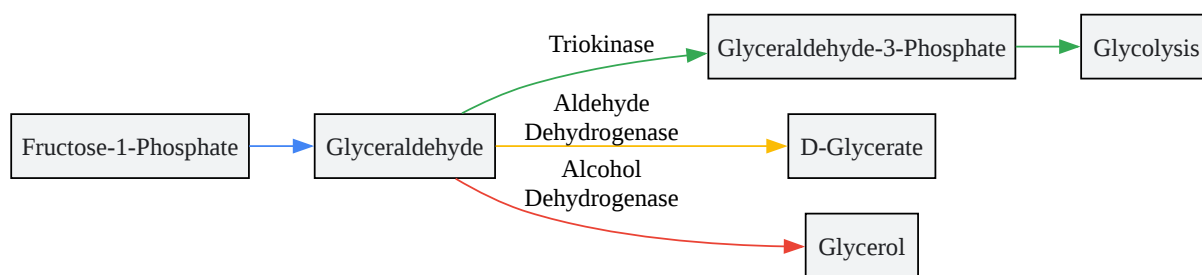 Fructose-1-Phosphate
Glyceraldehyde
Triokinase
Glyceraldehyde-3-Phosphate
Glycolysis
Aldehyde
Dehydrogenase
D-Glycerate
Alcohol
Dehydrogenase
Glycerol